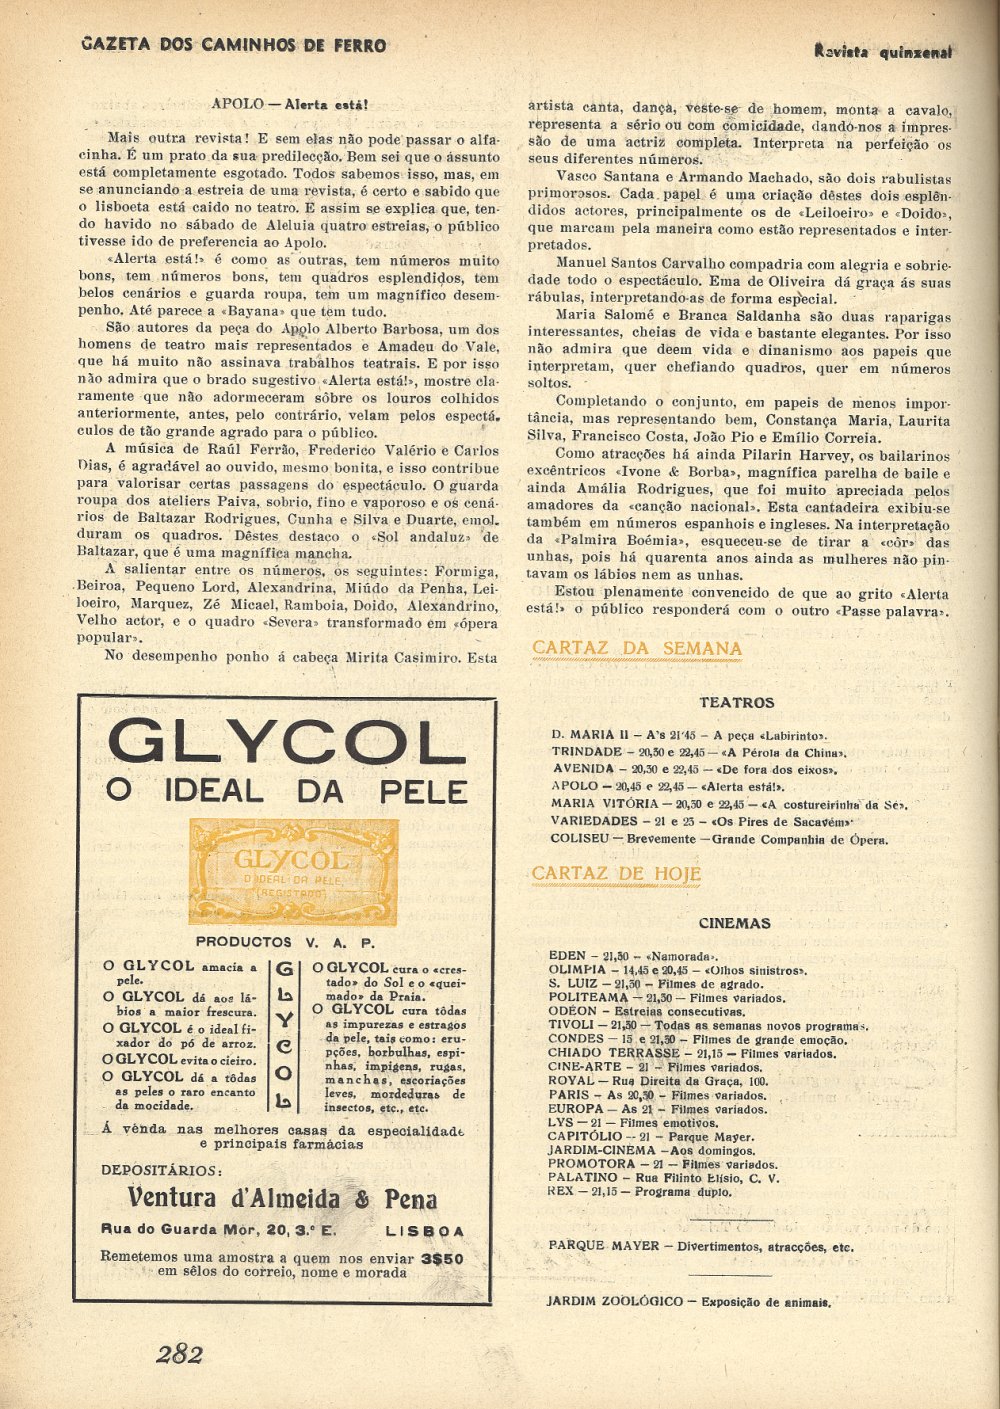 GAZETA DOS CAMINHOS DE FERRO
Revista quinzenal
APOLO — Alerta está!
Mais outra revista! E sem elas não pode passar o alfa-
cinha. É um prato da sua predilecção. Bem sei que o assunto
está completamente esgotado. Todos sabemos isso, mas, em
se anunciando a estreia de uma revista, é certo e sabido que
o lisboeta está caido no teatro. E assim se explica que, ten-
do havido no sábado de Aleluia quatro estreias, o público
tivesse ido de preferencia ao Apolo.
«Alerta está!» é como as outras, tem números muito
bons, tem números bons, tem quadros esplendidos, tem
belos cenários e guarda roupa, tem um magnífico desem-
penho. Até parece a «Bayana» que tem tudo.
São autores da peça do Apolo Alberto Barbosa, um dos
homens de teatro mais representados e Amadeu do Vale,
que há muito não assinava trabalhos teatrais. E por isso
não admira que o brado sugestivo «Alerta está!», mostre cla-
ramente que não adormeceram sôbre os louros colhidos
anteriormente, antes, pelo contrário, velam pelos espectá.
culos de tão grande agrado para o público.
A música de Raúl Ferrão, Frederico Valério e Carlos
Dias, é agradável ao ouvido, mesmo bonita, e isso contribue
para valorisar certas passagens do espectáculo. O guarda
roupa dos ateliers Paiva, sobrio, fino e vaporoso e os cená-
rios de Baltazar Rodrigues, Cunha e Silva e Duarte, emol.
duram os quadros. Dêstes destaco o «Sol andaluz» de
Baltazar, que é uma magnífica mancha.
A salientar entre os números, os seguintes: Formiga,
Beiroa, Pequeno Lord, Alexandrina, Miúdo da Penha, Lei-
loeiro, Marquez, Zé Micael, Ramboia, Doido, Alexandrino,
Velho actor, e o quadro «Severa» transformado em «ópera
popular».
No desempenho ponho á cabeça Mirita Casimiro. Esta
artista canta, dança, veste-se de homem, monta a cavalo,
representa a sério ou com comicidade, dando-nos a impres-
são de uma actriz completa. Interpreta na perfeição os
seus diferentes números.
Vasco Santana e Armando Machado, são dois rabulistas
primorosos. Cada papel é uma criação dêstes dois esplên-
didos actores, principalmente os de «Leiloeiro» e «Doido»,
que marcam pela maneira como estão representados e inter-
pretados.
Manuel Santos Carvalho compadria com alegria e sobrie-
dade todo o espectáculo. Ema de Oliveira dá graça ás suas
rábulas, interpretando-as de forma especial.
Maria Salomé e Branca Saldanha são duas raparigas
interessantes, cheias de vida e bastante elegantes. Por isso
não admira que deem vida e dinanismo aos papeis que
interpretam, quer chefiando quadros, quer em números
soltos.
Completando o conjunto, em papeis de menos impor-
tância, mas representando bem, Constança Maria, Laurita
Silva, Francisco Costa, João Pio e Emílio Correia.
Como atracções há ainda Pilarin Harvey, os bailarinos
excêntricos «Ivone & Borba», magnífica parelha de baile e
ainda Amália Rodrigues, que foi muito apreciada pelos
amadores da «canção nacional». Esta cantadeira exibiu-se
também em números espanhois e ingleses. Na interpretação
da «Palmira Boémia», esqueceu-se de tirar a «côr» das
unhas, pois há quarenta anos ainda as mulheres não pin-
tavam os lábios nem as unhas.
Estou plenamente convencido de que ao grito «Alerta
está!» o público responderá com o outro «Passe palavra».
GLYCOL
O IDEAL DA PELE
GLYCOL
O IDEAL DA PELE
(REGISTADO)
PRODUCTOS V. A. P.
O GLYCOL amacia a
pele.
O GLYCOL dá aos lá-
bios a maior frescura.
O GLYCOL é o ideal fi-
xador do pó de arroz.
O GLYCOL evita o cieiro.
O GLYCOL dá a tôdas
as peles o raro encanto
da mocidade.
G
L
Y
C
O
L
O GLYCOL cura o «cres-
tado» do Sol e o «quei-
mado» da Praia.
O GLYCOL cura tôdas
as impurezas e estragos
da pele, tais como: eru-
pções, borbulhas, espi-
nhas, impigens, rugas,
manchas, escoriações
leves, mordeduras de
insectos, etc., etc.
Á venda nas melhores casas da especialidade
e principais farmácias
DEPOSITÁRIOS:
Ventura d'Almeida & Pena
Rua do Guarda Mór, 20, 3.º E. LISBOA
Remetemos uma amostra a quem nos enviar 3$50
em sêlos do correio, nome e morada
CARTAZ DA SEMANA
TEATROS
D. MARIA II — A's 21'45 — A peça «Labirinto».
TRINDADE — 20,30 e 22,45 — «A Pérola da China».
AVENIDA — 20,30 e 22,45 — «De fora dos eixos».
APOLO — 20,45 e 22,45 — «Alerta está!».
MARIA VITÓRIA — 20,30 e 22,45 — «A costureirinha da Sé».
VARIEDADES — 21 e 23 — «Os Pires de Sacavém»
COLISEU — Brevemente — Grande Companhia de Ópera.
CARTAZ DE HOJE
CINEMAS
EDEN — 21,30 — «Namorada».
OLIMPIA — 14,45 e 20,45 — «Olhos sinistros».
S. LUIZ — 21,30 — Filmes de agrado.
POLITEAMA — 21,30 — Filmes variados.
ODÉON — Estreias consecutivas.
TIVOLI — 21,30 — Todas as semanas novos programas.
CONDES — 15 e 21,30 — Filmes de grande emoção.
CHIADO TERRASSE — 21,15 — Filmes variados.
CINE-ARTE — 21 — Filmes variados.
ROYAL — Rua Direita da Graça, 100.
PARIS — As 20,30 — Filmes variados.
EUROPA — As 21 — Filmes variados.
LYS — 21 — Filmes emotivos.
CAPITÓLIO — 21 — Parque Mayer.
JARDIM-CINEMA — Aos domingos.
PROMOTORA — 21 — Filmes variados.
PALATINO — Rua Filinto Elísio, C. V.
REX — 21,15 — Programa duplo.
PARQUE MAYER — Divertimentos, atracções, etc.
JARDIM ZOOLÓGICO — Exposição de animais.
282